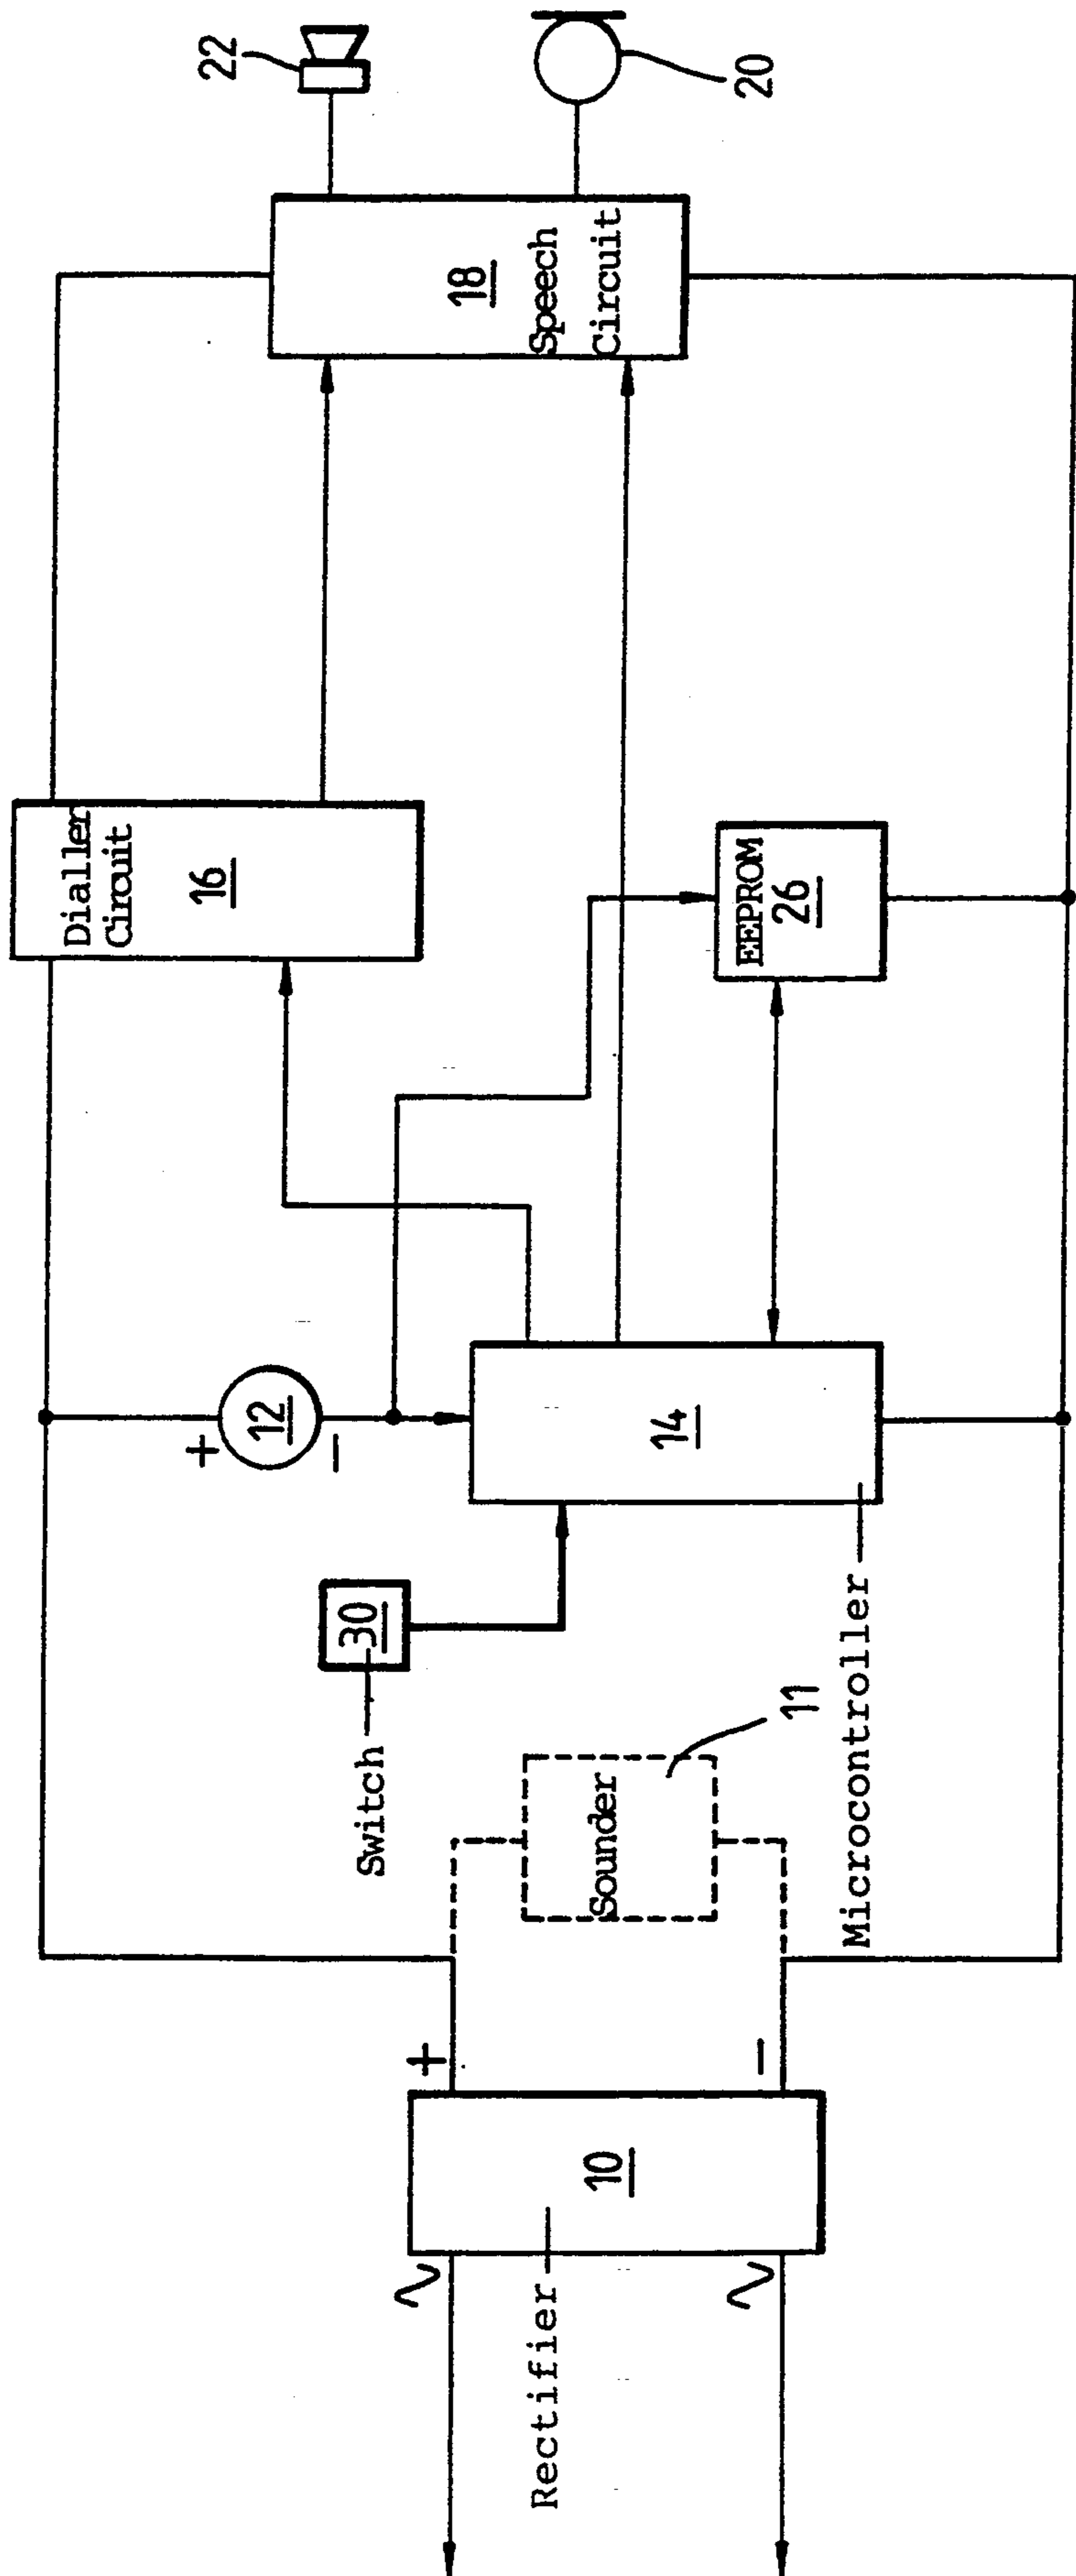 22
20
18
Speech
Circuit
Dialler
Circuit
16
EEPROM
26
+
12
−
14
Microcontroller
30
Switch
11
Sounder
+
−
10
Rectifier
~
~